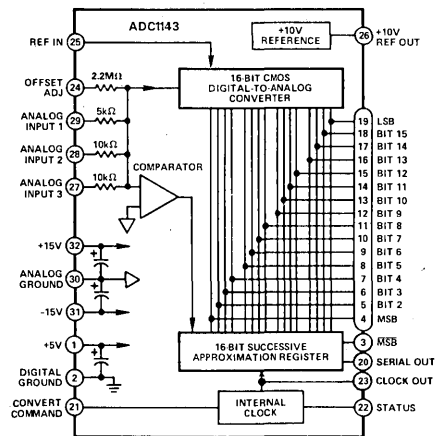 ADC1143
REF IN
25
+10V
REFERENCE
26
+10V
REF OUT
OFFSET
ADJ
24
2.2MΩ
16-BIT CMOS
DIGITAL-TO-ANALOG
CONVERTER
ANALOG
INPUT 1
29
5kΩ
ANALOG
INPUT 2
28
10kΩ
ANALOG
INPUT 3
27
10kΩ
COMPARATOR
+15V
32
+
ANALOG
GROUND
30
+
-15V
31
+5V
1
+
DIGITAL
GROUND
2
CONVERT
COMMAND
21
19 LSB
18 BIT 15
17 BIT 14
16 BIT 13
15 BIT 12
14 BIT 11
13 BIT 10
12 BIT 9
11 BIT 8
10 BIT 7
9 BIT 6
8 BIT 5
7 BIT 4
6 BIT 3
5 BIT 2
4 MSB
16-BIT SUCCESSIVE
APPROXIMATION REGISTER
3 MSB
20 SERIAL OUT
23 CLOCK OUT
INTERNAL
CLOCK
22 STATUS